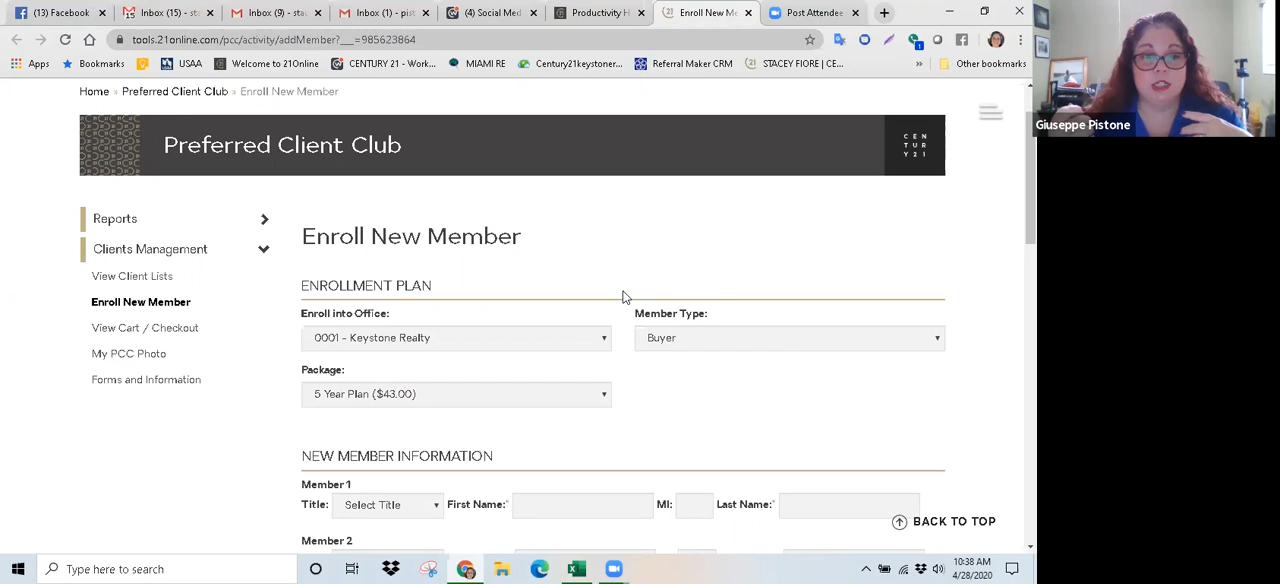 (13) Facebook
Inbox (15) - sta
Inbox (9) - stac
Inbox (1) - pist
(4) Social Med
Productivity H
Enroll New Me
Post Attendee
tools.21online.com/pcc/activity/addMember?___=985623864
Apps
Bookmarks
USAA
Welcome to 21Online
CENTURY 21 - Work...
MIAMI RE
Century21keystoner...
Referral Maker CRM
STACEY FIORE | CE...
»
Other bookmarks
Home » Preferred Client Club » Enroll New Member
Preferred Client Club
CEN
TUR
Y21
Giuseppe Pistone
Reports
Clients Management
View Client Lists
Enroll New Member
View Cart / Checkout
My PCC Photo
Forms and Information
Enroll New Member
ENROLLMENT PLAN
Enroll into Office:
Member Type:
0001 - Keystone Realty
Buyer
Package:
5 Year Plan ($43.00)
NEW MEMBER INFORMATION
Member 1
Title: Select Title First Name:* MI: Last Name:*
BACK TO TOP
Member 2
Type here to search
10:38 AM
4/28/2020